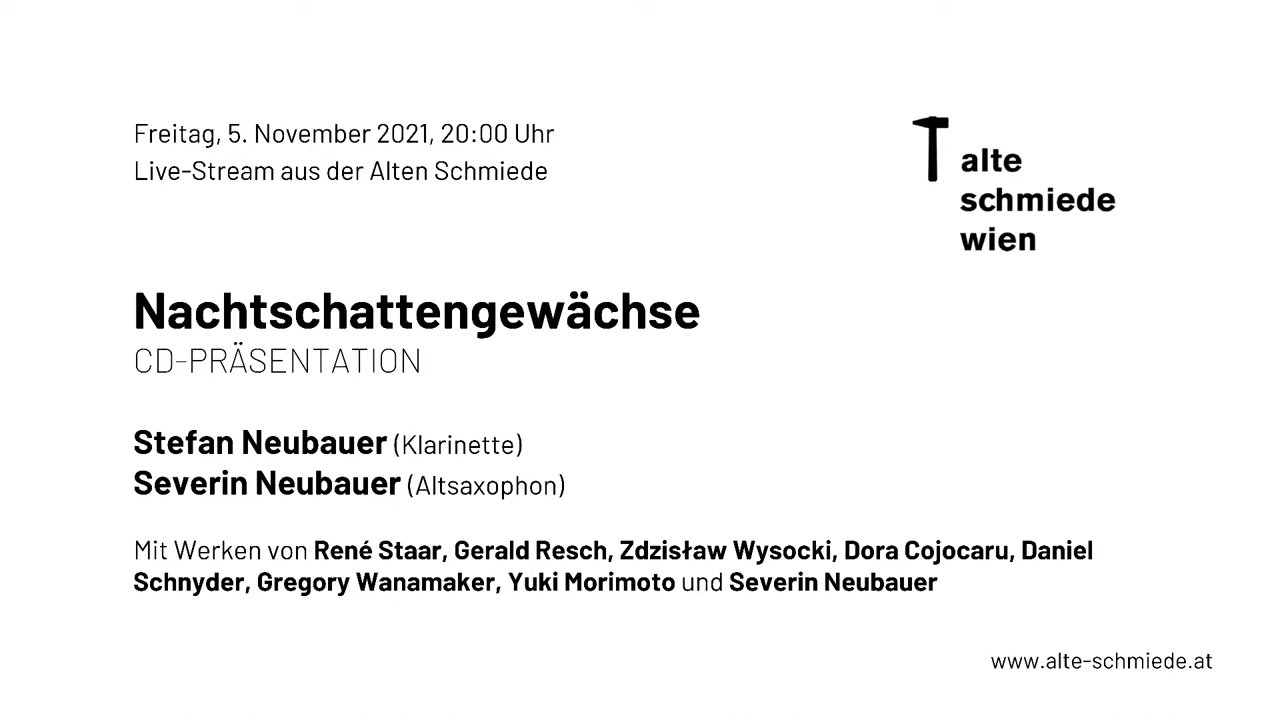 Freitag, 5. November 2021, 20:00 Uhr
Live-Stream aus der Alten Schmiede
alte
schmiede
wien
Nachtschattengewächse
CD-PRÄSENTATION
Stefan Neubauer (Klarinette)
Severin Neubauer (Altsaxophon)
Mit Werken von René Staar, Gerald Resch, Zdzisław Wysocki, Dora Cojocaru, Daniel
Schnyder, Gregory Wanamaker, Yuki Morimoto und Severin Neubauer
www.alte-schmiede.at